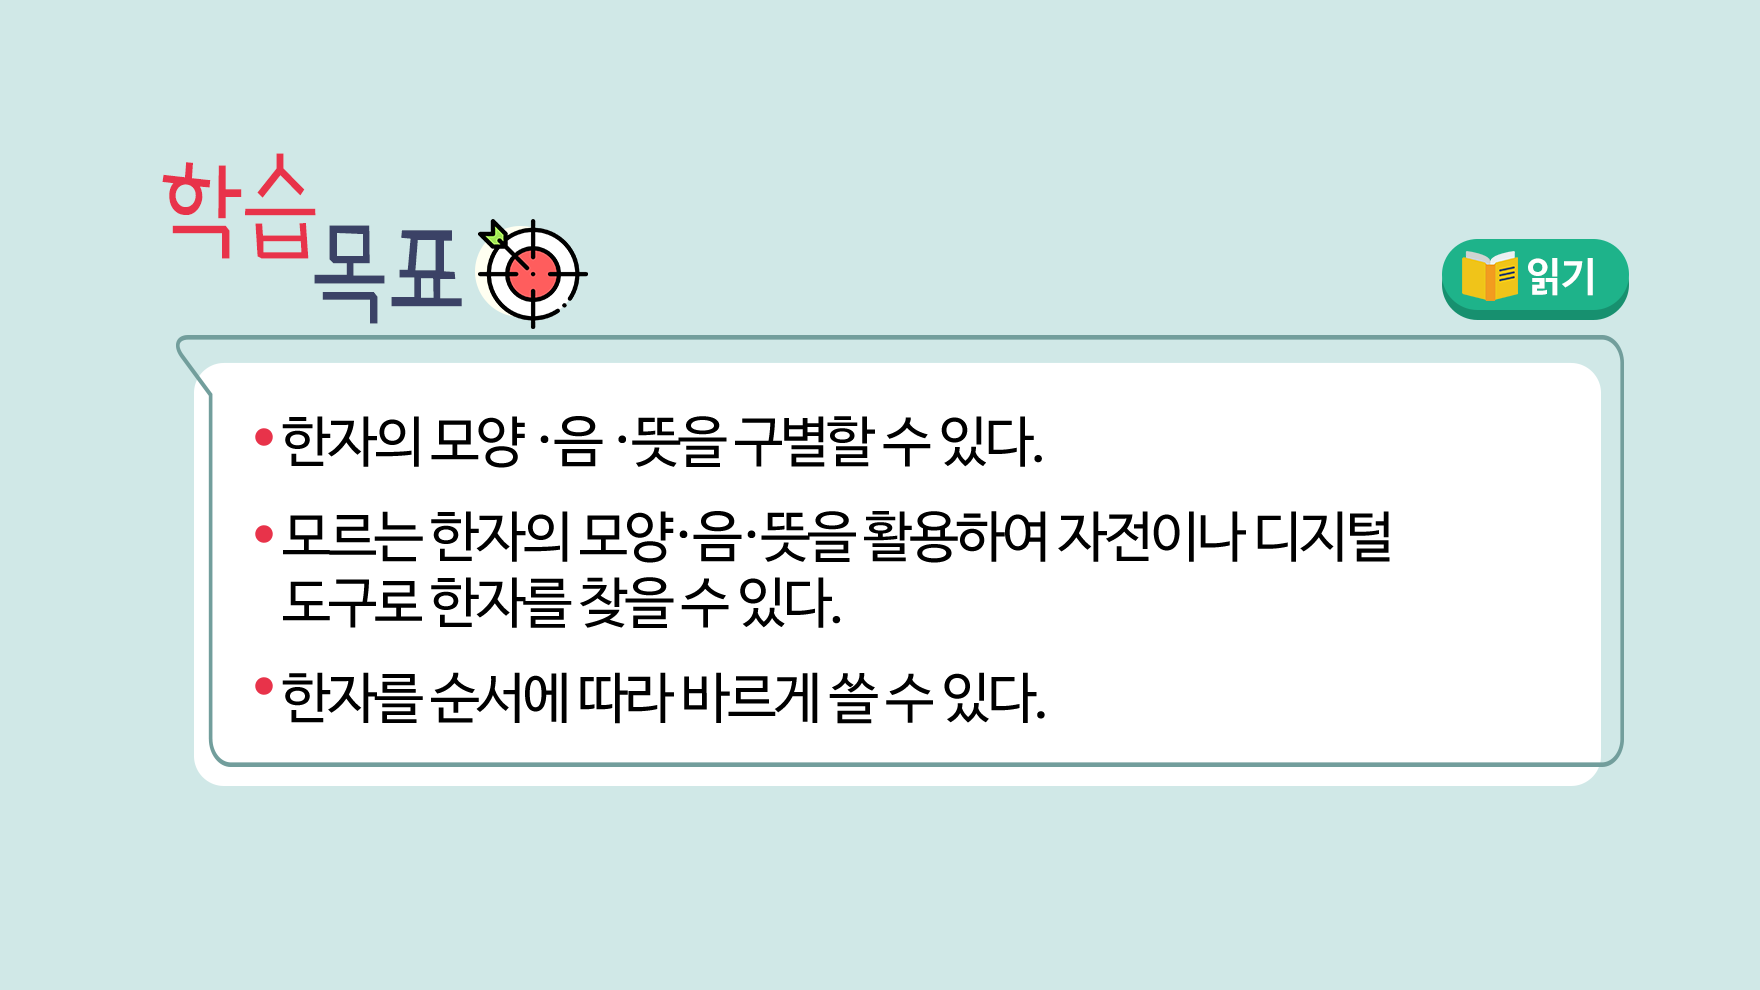 학습
목표
읽기
• 한자의 모양 ·음 ·뜻을 구별할 수 있다.
• 모르는 한자의 모양·음·뜻을 활용하여 자전이나 디지털
도구로 한자를 찾을 수 있다.
• 한자를 순서에 따라 바르게 쓸 수 있다.